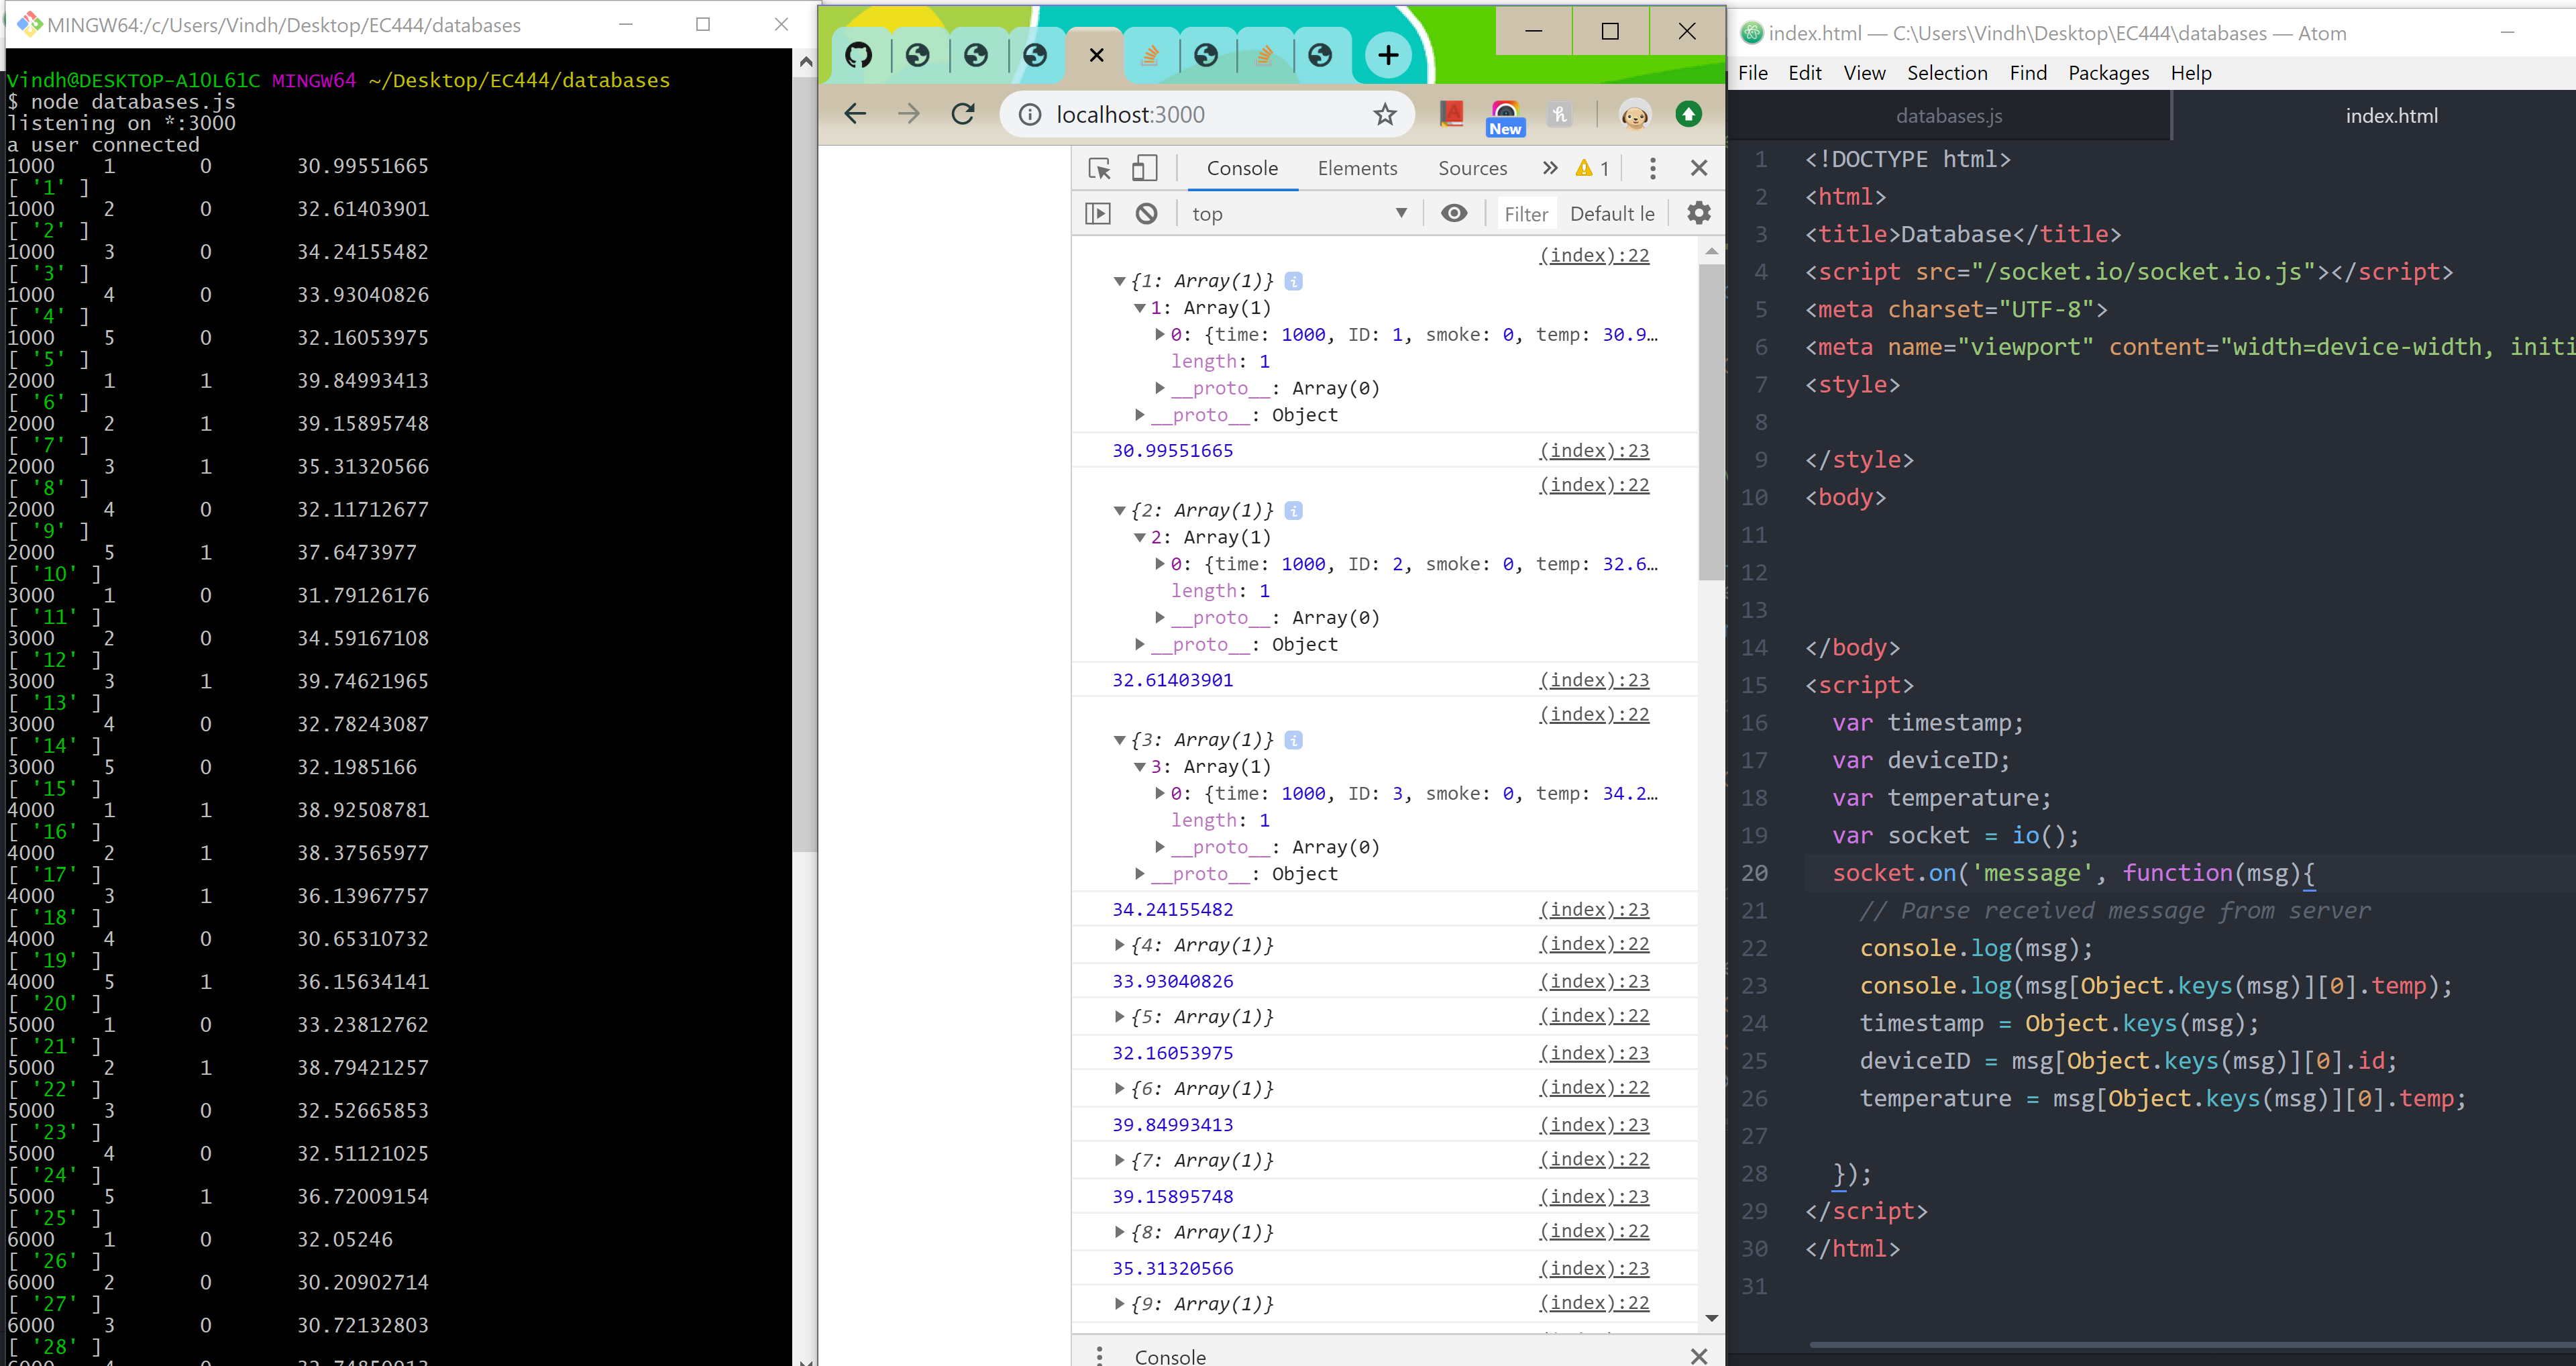 MINGW64:/c/Users/Vindh/Desktop/EC444/databases
Vindh@DESKTOP-A10L61C MINGW64 ~/Desktop/EC444/databases
$ node databases.js
listening on *:3000
a user connected
1000 1 0 30.99551665
[ '1' ]
1000 2 0 32.61403901
[ '2' ]
1000 3 0 34.24155482
[ '3' ]
1000 4 0 33.93040826
[ '4' ]
1000 5 0 32.16053975
[ '5' ]
2000 1 1 39.84993413
[ '6' ]
2000 2 1 39.15895748
[ '7' ]
2000 3 1 35.31320566
[ '8' ]
2000 4 0 32.11712677
[ '9' ]
2000 5 1 37.6473977
[ '10' ]
3000 1 0 31.79126176
[ '11' ]
3000 2 0 34.59167108
[ '12' ]
3000 3 1 39.74621965
[ '13' ]
3000 4 0 32.78243087
[ '14' ]
3000 5 0 32.1985166
[ '15' ]
4000 1 1 38.92508781
[ '16' ]
4000 2 1 38.37565977
[ '17' ]
4000 3 1 36.13967757
[ '18' ]
4000 4 0 30.65310732
[ '19' ]
4000 5 1 36.15634141
[ '20' ]
5000 1 0 33.23812762
[ '21' ]
5000 2 1 38.79421257
[ '22' ]
5000 3 0 32.52665853
[ '23' ]
5000 4 0 32.51121025
[ '24' ]
5000 5 1 36.72009154
[ '25' ]
6000 1 0 32.05246
[ '26' ]
6000 2 0 30.20902714
[ '27' ]
6000 3 0 30.72132803
[ '28' ]
localhost:3000
New
Console Elements Sources 1
top Filter Default le
(index):22
{1: Array(1)}
1: Array(1)
0: {time: 1000, ID: 1, smoke: 0, temp: 30.9…
length: 1
__proto__: Array(0)
__proto__: Object
30.99551665 (index):23
(index):22
{2: Array(1)}
2: Array(1)
0: {time: 1000, ID: 2, smoke: 0, temp: 32.6…
length: 1
__proto__: Array(0)
__proto__: Object
32.61403901 (index):23
(index):22
{3: Array(1)}
3: Array(1)
0: {time: 1000, ID: 3, smoke: 0, temp: 34.2…
length: 1
__proto__: Array(0)
__proto__: Object
34.24155482 (index):23
{4: Array(1)} (index):22
33.93040826 (index):23
{5: Array(1)} (index):22
32.16053975 (index):23
{6: Array(1)} (index):22
39.84993413 (index):23
{7: Array(1)} (index):22
39.15895748 (index):23
{8: Array(1)} (index):22
35.31320566 (index):23
{9: Array(1)} (index):22
Console
index.html — C:\Users\Vindh\Desktop\EC444\databases — Atom
File Edit View Selection Find Packages Help
databases.js index.html
1 <!DOCTYPE html>
2 <html>
3 <title>Database</title>
4 <script src="/socket.io/socket.io.js"></script>
5 <meta charset="UTF-8">
6 <meta name="viewport" content="width=device-width, initi
7 <style>
8
9 </style>
10 <body>
11
12
13
14 </body>
15 <script>
16 var timestamp;
17 var deviceID;
18 var temperature;
19 var socket = io();
20 socket.on('message', function(msg){
21 // Parse received message from server
22 console.log(msg);
23 console.log(msg[Object.keys(msg)][0].temp);
24 timestamp = Object.keys(msg);
25 deviceID = msg[Object.keys(msg)][0].id;
26 temperature = msg[Object.keys(msg)][0].temp;
27
28 });
29 </script>
30 </html>
31